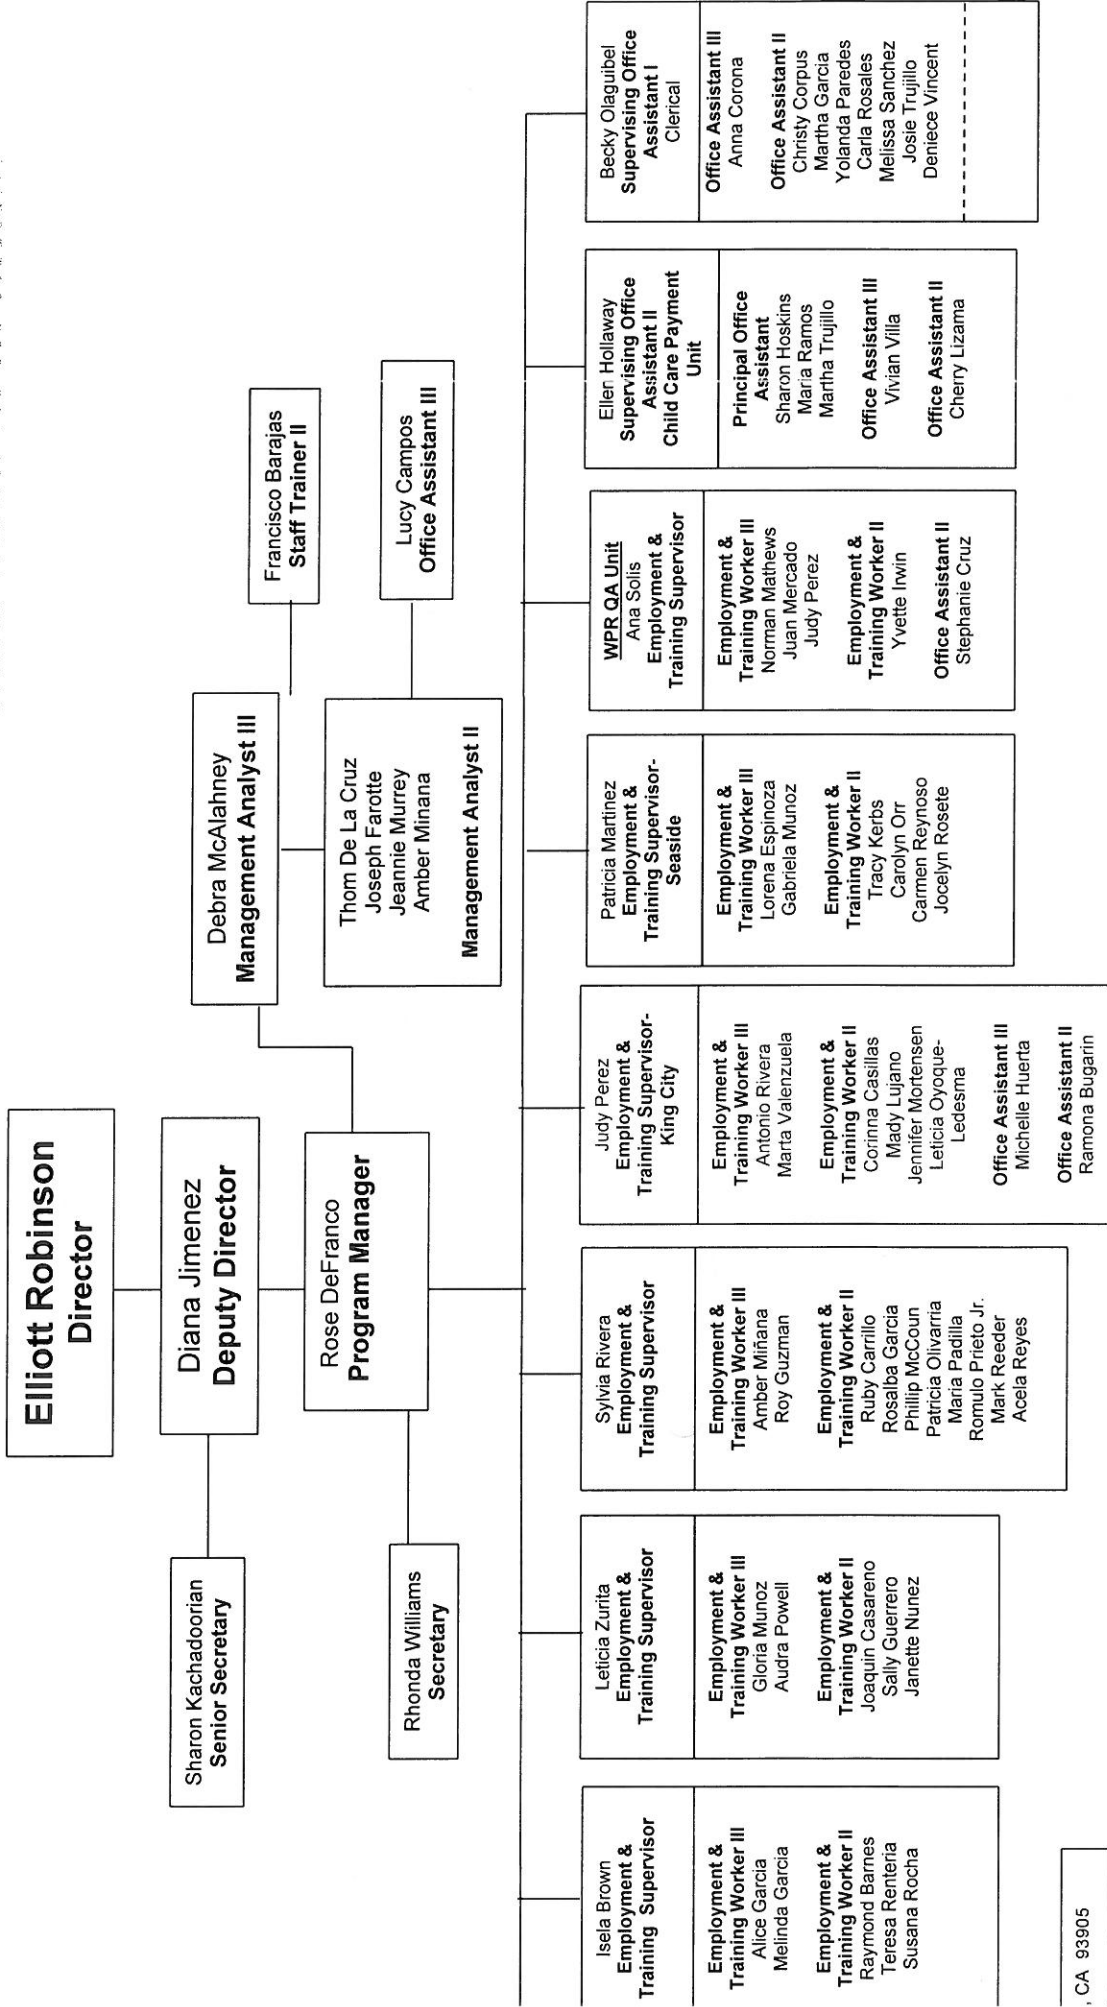 Elliott Robinson
Director
Diana Jimenez
Deputy Director
Sharon Kachadoorian
Senior Secretary
Rose DeFranco
Program Manager
Rhonda Williams
Secretary
Debra McAlahney
Management Analyst III
Francisco Barajas
Staff Trainer II
Thom De La Cruz
Joseph Farotte
Jeannie Murrey
Amber Minana
Management Analyst II
Lucy Campos
Office Assistant III
Isela Brown
Employment &
Training Supervisor
Employment &
Training Worker III
Alice Garcia
Melinda Garcia
Employment &
Training Worker II
Raymond Barnes
Teresa Renteria
Susana Rocha
Leticia Zurita
Employment &
Training Supervisor
Employment &
Training Worker III
Gloria Munoz
Audra Powell
Employment &
Training Worker II
Joaquin Casareno
Sally Guerrero
Janette Nunez
Sylvia Rivera
Employment &
Training Supervisor
Employment &
Training Worker III
Amber Miñana
Roy Guzman
Employment &
Training Worker II
Ruby Carrillo
Rosalba Garcia
Phillip McCoun
Patricia Olivarria
Maria Padilla
Romulo Prieto Jr.
Mark Reeder
Acela Reyes
Judy Perez
Employment &
Training Supervisor-
King City
Employment &
Training Worker III
Antonio Rivera
Marta Valenzuela
Employment &
Training Worker II
Corinna Casillas
Mady Lujano
Jennifer Mortensen
Leticia Oyoque-
Ledesma
Office Assistant III
Michelle Huerta
Office Assistant II
Ramona Bugarin
Patricia Martinez
Employment &
Training Supervisor-
Seaside
Employment &
Training Worker III
Lorena Espinoza
Gabriela Munoz
Employment &
Training Worker II
Tracy Kerbs
Carolyn Orr
Carmen Reynoso
Jocelyn Rosete
WPR QA Unit
Ana Solis
Employment &
Training Supervisor
Employment &
Training Worker III
Norman Mathews
Juan Mercado
Judy Perez
Employment &
Training Worker II
Yvette Irwin
Office Assistant II
Stephanie Cruz
Ellen Hollaway
Supervising Office
Assistant II
Child Care Payment
Unit
Principal Office
Assistant
Sharon Hoskins
Maria Ramos
Martha Trujillo
Office Assistant III
Vivian Villa
Office Assistant II
Cherry Lizama
Becky Olaguibel
Supervising Office
Assistant I
Clerical
Office Assistant III
Anna Corona
Office Assistant II
Christy Corpus
Martha Garcia
Yolanda Paredes
Carla Rosales
Melissa Sanchez
Josie Trujillo
Deniece Vincent
, CA 93905